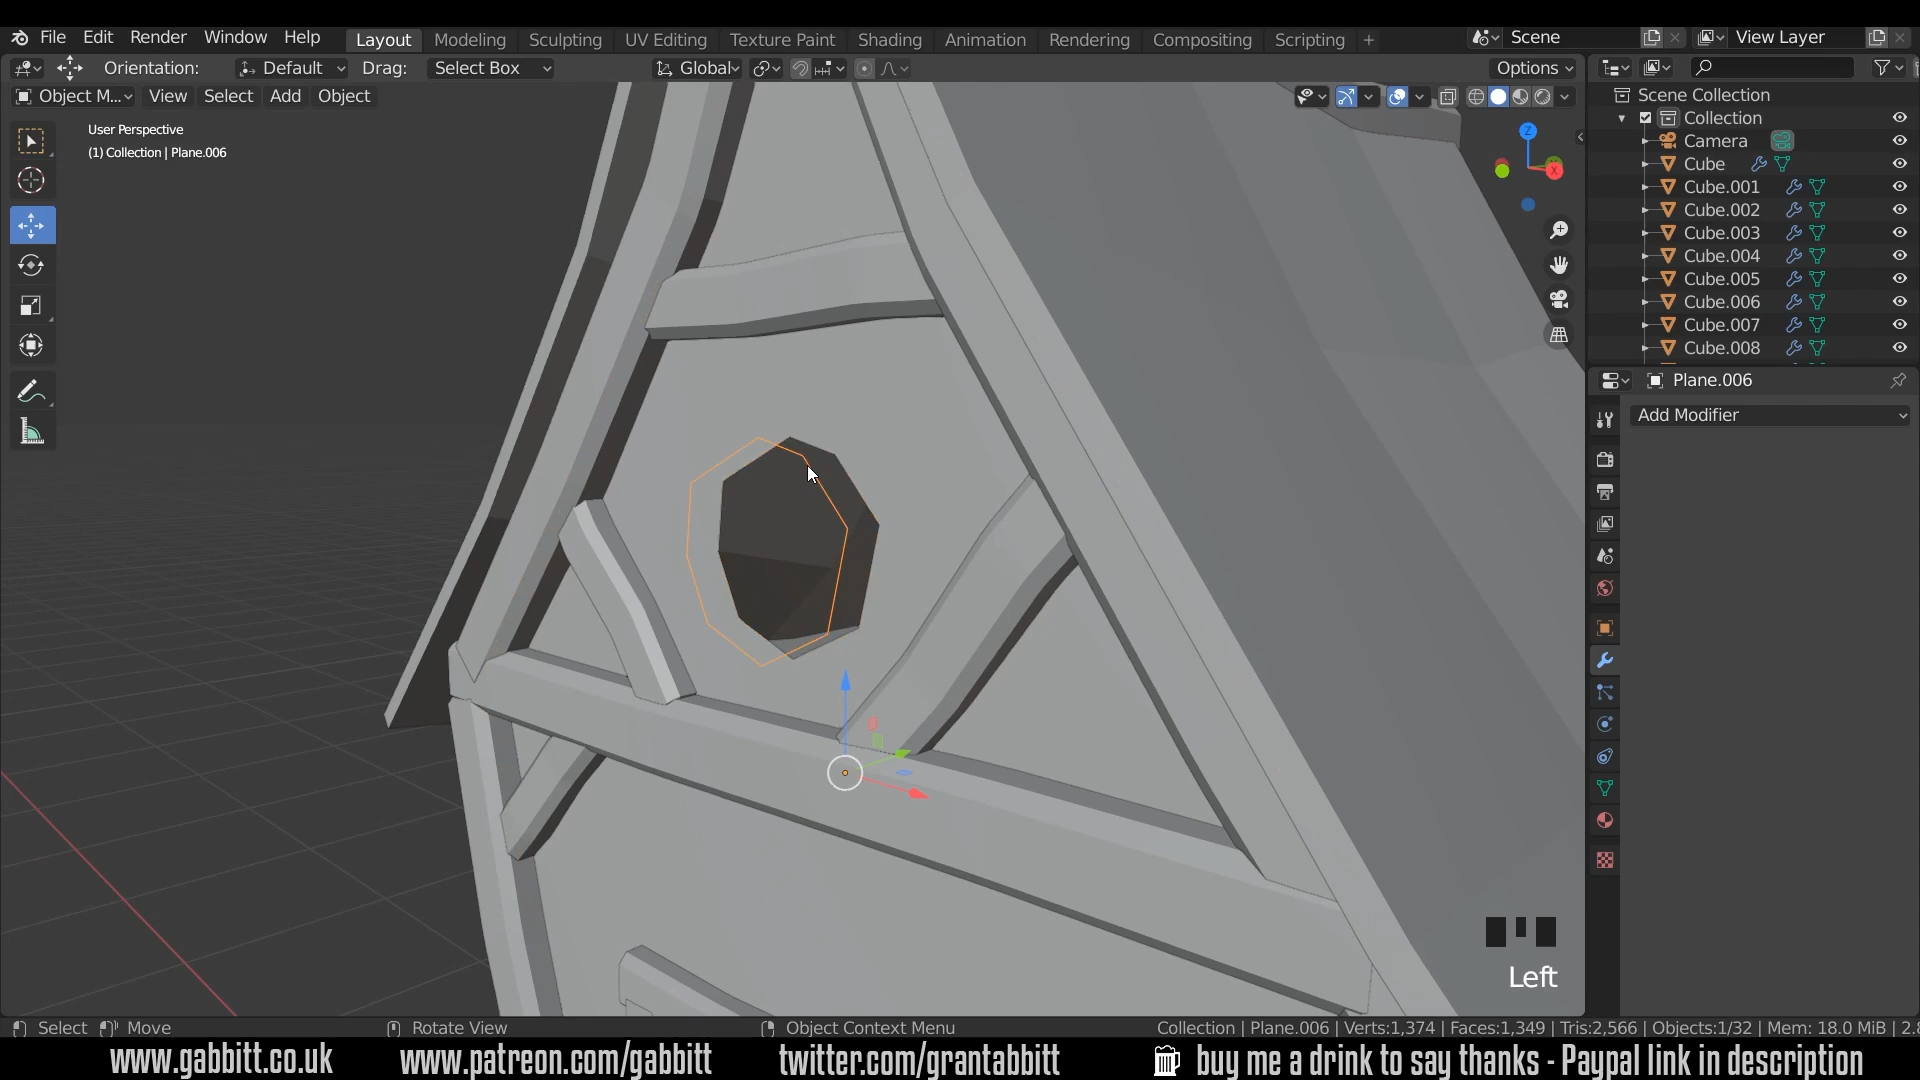 File Edit Render Window Help Layout Modeling Sculpting UV Editing Texture Paint Shading Animation Rendering Compositing Scripting + Scene View Layer
Orientation: Default Drag: Select Box Global Options
Object M... View Select Add Object
User Perspective
(1) Collection | Plane.006
Z
X
Scene Collection
Collection
Camera
Cube
Cube.001
Cube.002
Cube.003
Cube.004
Cube.005
Cube.006
Cube.007
Cube.008
Plane.006
Add Modifier
Left
Select Move Rotate View Object Context Menu Collection | Plane.006 | Verts:1,374 | Faces:1,349 | Tris:2,566 | Objects:1/32 | Mem: 18.0 MiB | 2.8
www.gabbitt.co.uk www.patreon.com/gabbitt twitter.com/grantabbitt buy me a drink to say thanks - Paypal link in description